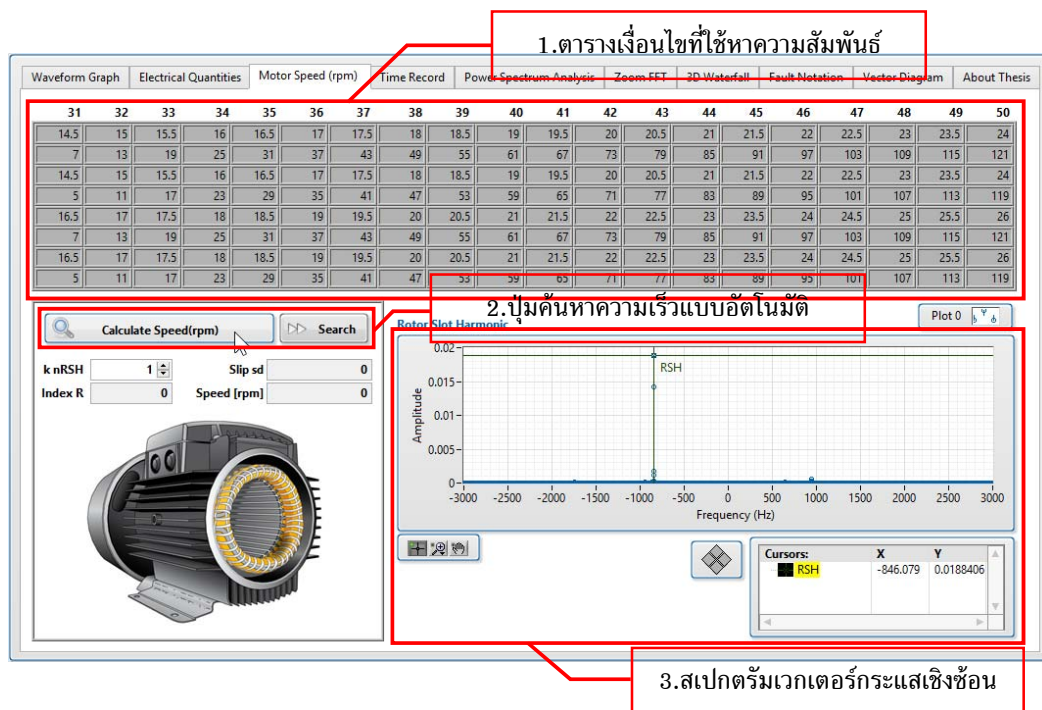 1.ตารางเงื่อนไขที่ใช้หาความสัมพันธ์
Waveform Graph Electrical Quantities Motor Speed (rpm) Time Record Power Spectrum Analysis Zoom FFT 3D Waterfall Fault Notation Vector Diagram About Thesis
31 32 33 34 35 36 37 38 39 40 41 42 43 44 45 46 47 48 49 50
14.5 15 15.5 16 16.5 17 17.5 18 18.5 19 19.5 20 20.5 21 21.5 22 22.5 23 23.5 24
7 13 19 25 31 37 43 49 55 61 67 73 79 85 91 97 103 109 115 121
14.5 15 15.5 16 16.5 17 17.5 18 18.5 19 19.5 20 20.5 21 21.5 22 22.5 23 23.5 24
5 11 17 23 29 35 41 47 53 59 65 71 77 83 89 95 101 107 113 119
16.5 17 17.5 18 18.5 19 19.5 20 20.5 21 21.5 22 22.5 23 23.5 24 24.5 25 25.5 26
7 13 19 25 31 37 43 49 55 61 67 73 79 85 91 97 103 109 115 121
16.5 17 17.5 18 18.5 19 19.5 20 20.5 21 21.5 22 22.5 23 23.5 24 24.5 25 25.5 26
5 11 17 23 29 35 41 47 53 59 65 71 77 83 89 95 101 107 113 119
2.ปุ่มค้นหาความเร็วแบบอัตโนมัติ
Calculate Speed(rpm) Search
k nRSH 1 Slip sd 0
Index R 0 Speed [rpm] 0
Rotor Slot Harmonic
Plot 0
RSH
Amplitude
0.02
0.015
0.01
0.005
0
-3000 -2500 -2000 -1500 -1000 -500 0 500 1000 1500 2000 2500 3000
Frequency (Hz)
Cursors: X Y
RSH -846.079 0.0188406
3.สเปกตรัมเวกเตอร์กระแสเชิงซ้อน